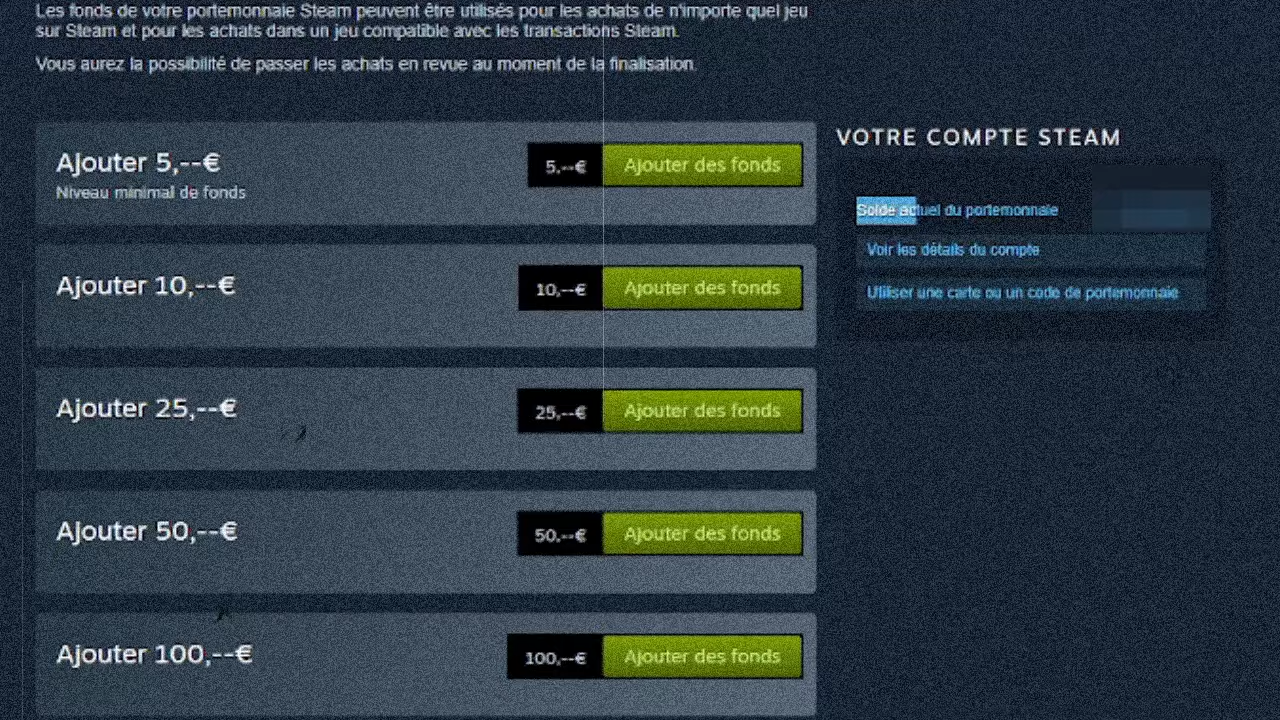 Les fonds de votre portemonnaie Steam peuvent être utilisés pour les achats de n'importe quel jeu
sur Steam et pour les achats dans un jeu compatible avec les transactions Steam.
Vous aurez la possibilité de passer les achats en revue au moment de la finalisation.
Ajouter 5,--€
Niveau minimal de fonds
5,--€
Ajouter des fonds
Ajouter 10,--€
10,--€
Ajouter des fonds
Ajouter 25,--€
25,--€
Ajouter des fonds
Ajouter 50,--€
50,--€
Ajouter des fonds
Ajouter 100,--€
100,--€
Ajouter des fonds
VOTRE COMPTE STEAM
Solde actuel du portemonnaie
Voir les détails du compte
Utiliser une carte ou un code de portemonnaie